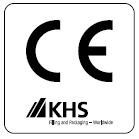 CE
KHS
Filling and Packaging – Worldwide